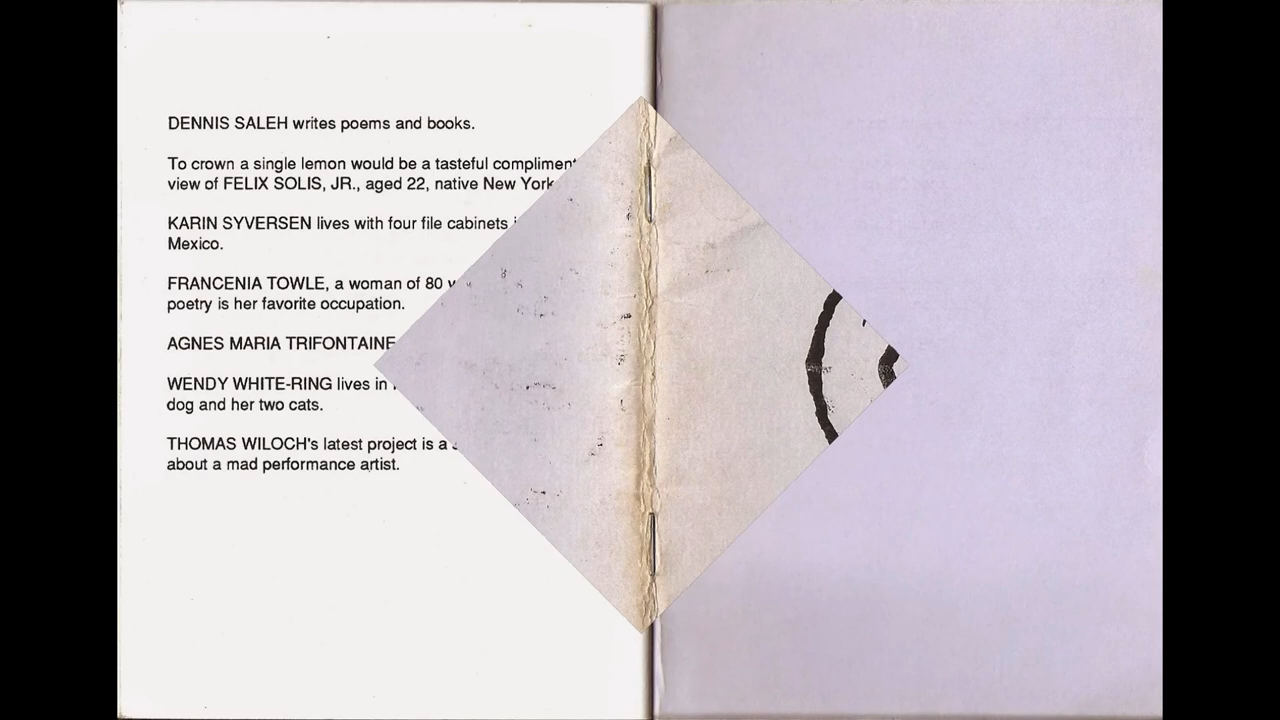 DENNIS SALEH writes poems and books.
To crown a single lemon would be a tasteful compliment
view of FELIX SOLIS, JR., aged 22, native New York
KARIN SYVERSEN lives with four file cabinets
Mexico.
FRANCENIA TOWLE, a woman of 80
poetry is her favorite occupation.
AGNES MARIA TRIFONTAINE
WENDY WHITE-RING lives in
dog and her two cats.
THOMAS WILOCH's latest project is a
about a mad performance artist.